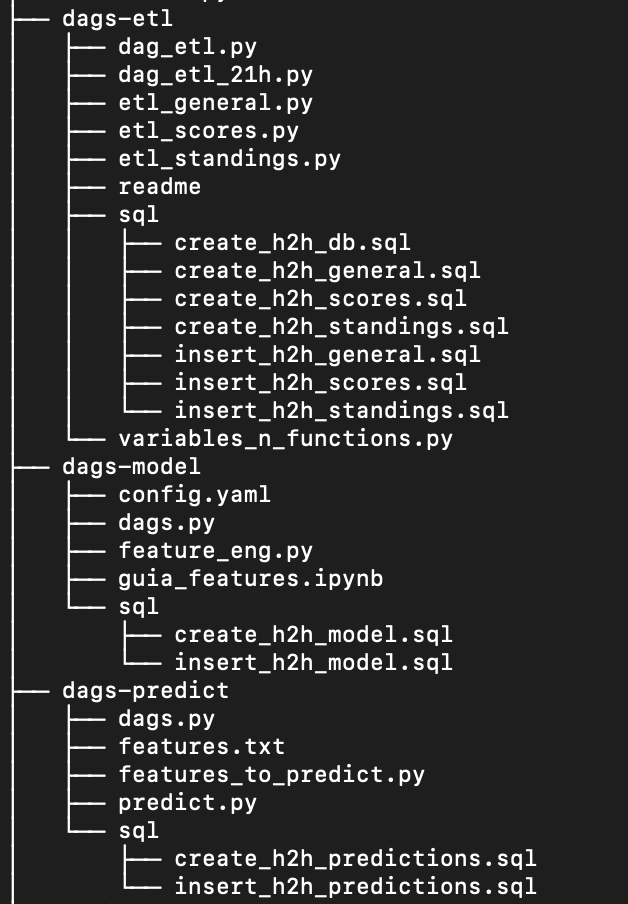 ├── dags-etl
│   ├── dag_etl.py
│   ├── dag_etl_21h.py
│   ├── etl_general.py
│   ├── etl_scores.py
│   ├── etl_standings.py
│   ├── readme
│   ├── sql
│   │   ├── create_h2h_db.sql
│   │   ├── create_h2h_general.sql
│   │   ├── create_h2h_scores.sql
│   │   ├── create_h2h_standings.sql
│   │   ├── insert_h2h_general.sql
│   │   ├── insert_h2h_scores.sql
│   │   └── insert_h2h_standings.sql
│   └── variables_n_functions.py
├── dags-model
│   ├── config.yaml
│   ├── dags.py
│   ├── feature_eng.py
│   ├── guia_features.ipynb
│   └── sql
│       ├── create_h2h_model.sql
│       └── insert_h2h_model.sql
├── dags-predict
│   ├── dags.py
│   ├── features.txt
│   ├── features_to_predict.py
│   ├── predict.py
│   └── sql
│       ├── create_h2h_predictions.sql
│       └── insert_h2h_predictions.sql